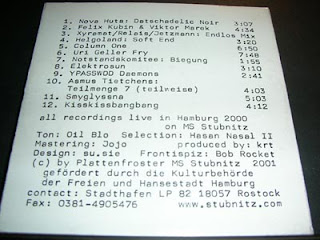 1. Nova Huta: Datschadelic Noir 3:07
2. Felix Kubin & Viktor Marek 4:34
3. Xyramat/Relais/Jetzmann: Endlos Mix
4. Helgoland: Soft End 3:20
5. Column One 6:50
6. Uri Geller Fry 7:48
7. Notstandskomitee: Biegung 1:55
8. Elektrosun 3:10
9. YPASSWOD Daemons 2:41
10. Asmus Tietchens:
Teilmenge 7 (teilweise) 4:03
11. Smyglyssna 5:03
12. Kisskissbangbang 4:12
all recordings live in Hamburg 2000
on MS Stubnitz
Ton: Oil Blo Selection: Hasan Nasal II
Mastering: Jojo produced by: krt
Design: su.sie Frontispiz: Bob Rocket
(c) by Plattenfroster MS Stubnitz 2001
gefördert durch die Kulturbehörde
der Freien und Hansestadt Hamburg
contact: Stadthafen LP 82 18057 Rostock
Fax: 0381-4905476 www.stubnitz.com